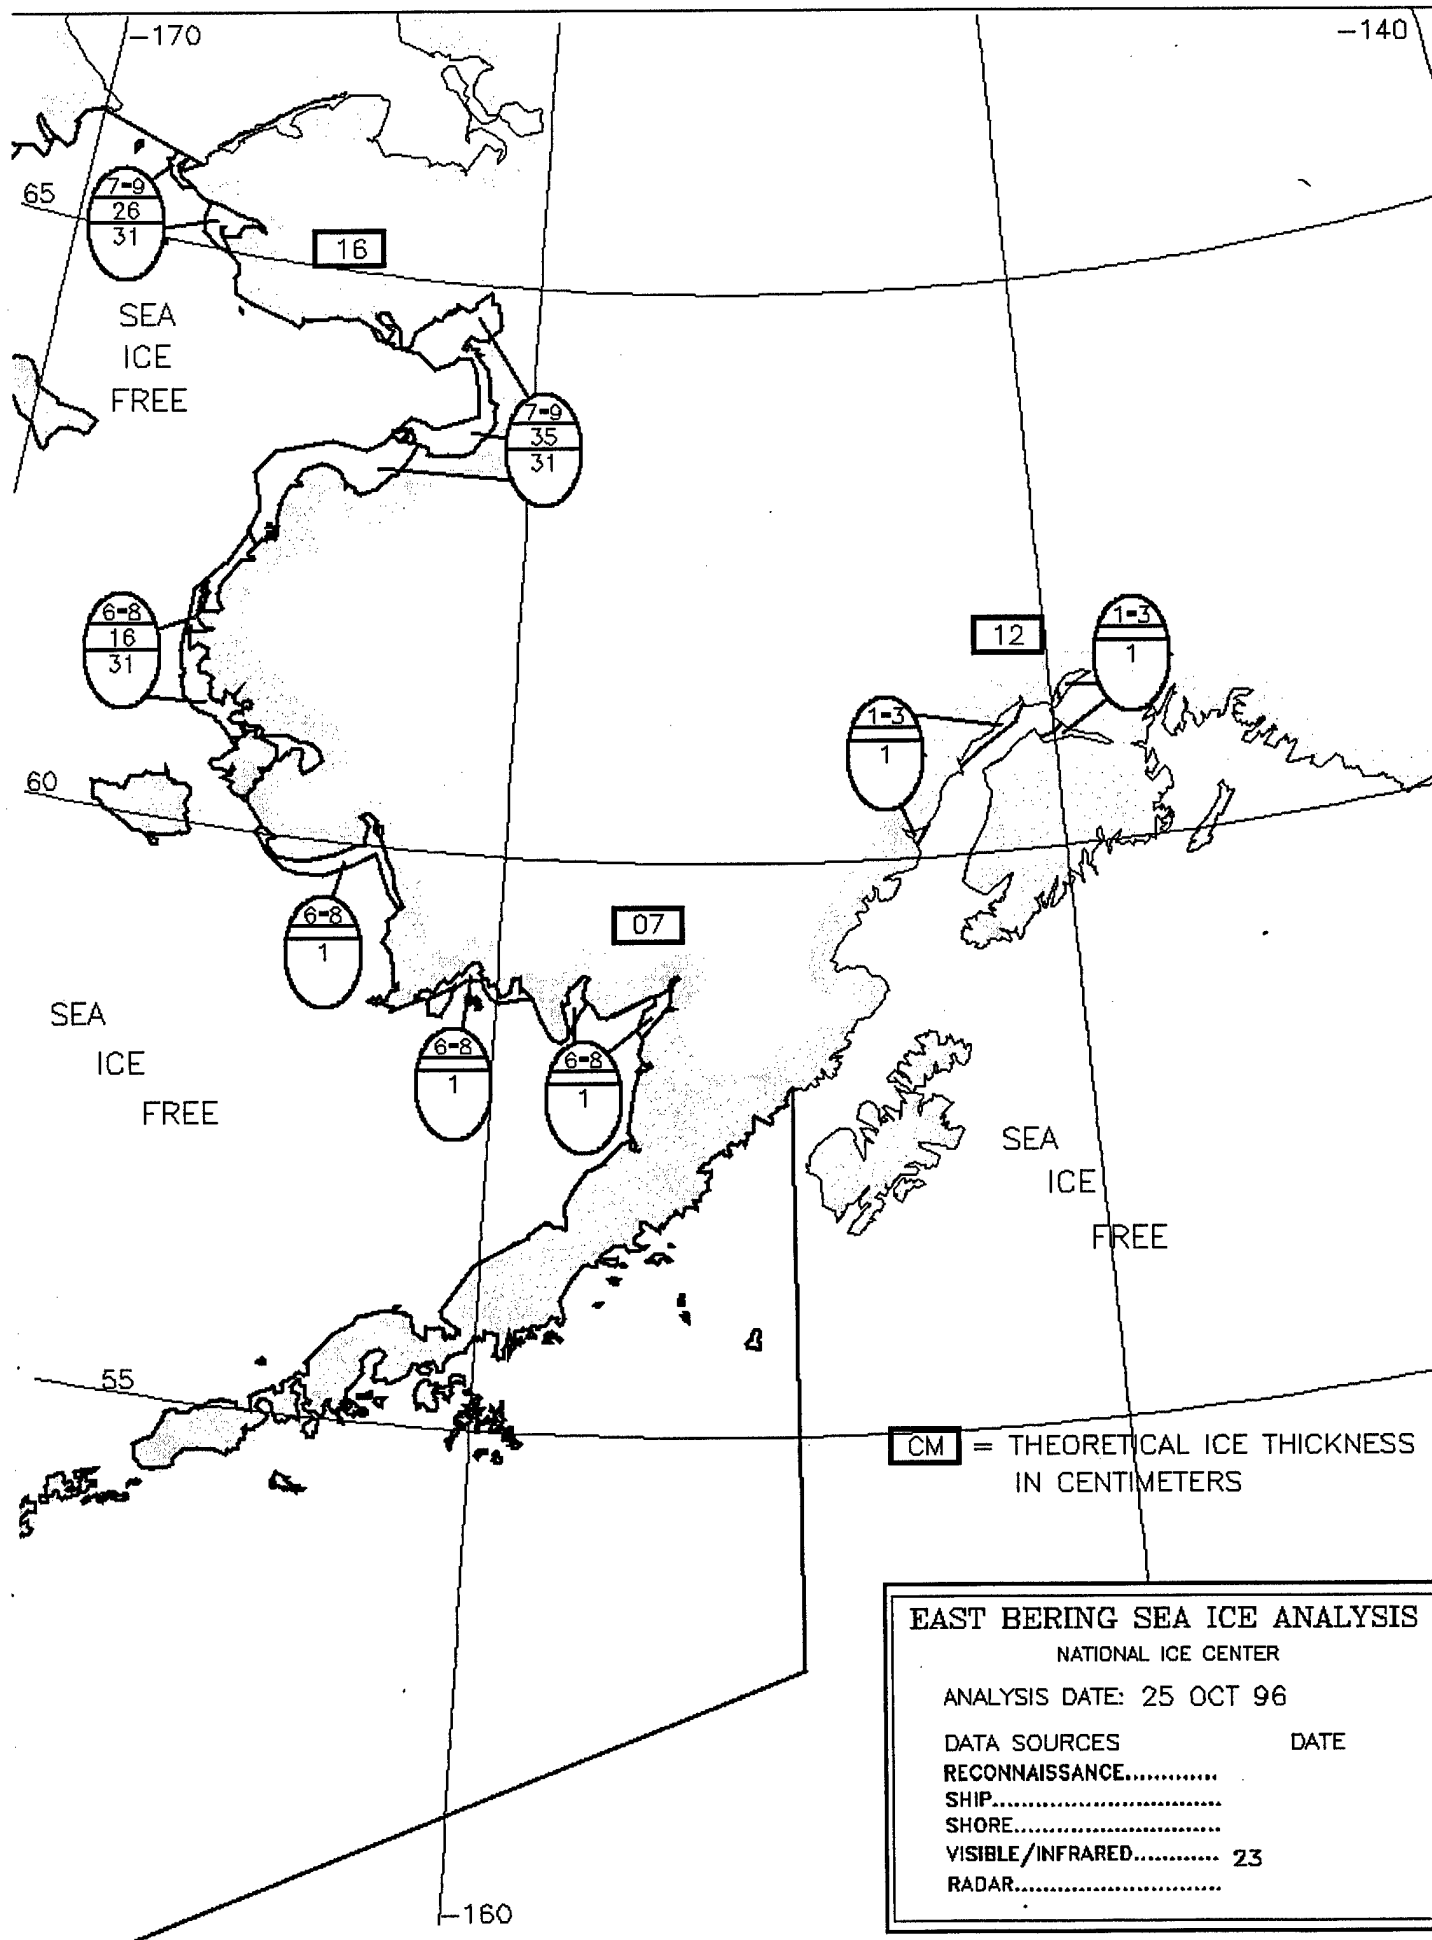 -170
-140
65
7-9
26
31
16
SEA
ICE
FREE
7-9
35
31
6-8
16
31
12
1-3
1
1-3
1
60
6-8
1
07
SEA
ICE
FREE
6-8
1
6-8
1
SEA
ICE
FREE
55
CM = THEORETICAL ICE THICKNESS
IN CENTIMETERS
EAST BERING SEA ICE ANALYSIS
NATIONAL ICE CENTER
ANALYSIS DATE: 25 OCT 96
DATA SOURCES DATE
RECONNAISSANCE.............
SHIP..............................
SHORE...........................
VISIBLE/INFRARED............ 23
RADAR...........................
-160